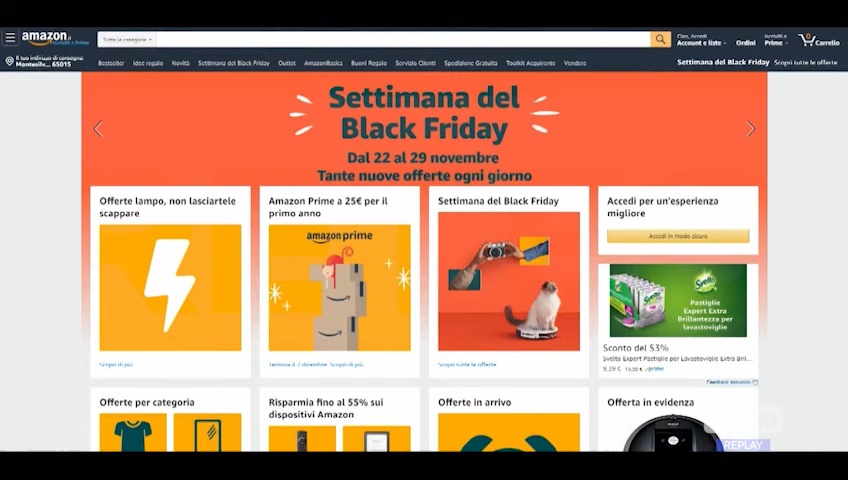 amazon.it
Iscriviti a Prime
Tutte le categorie
Ciao, Accedi
Account e liste
Ordini
Iscriviti a
Prime
0
Carrello
Il tuo indirizzo di consegna:
Montesilv... 65015
Bestseller
Idee regalo
Novità
Settimana del Black Friday
Outlet
AmazonBasics
Buoni Regalo
Servizio Clienti
Spedizione Gratuita
Toolkit Acquirente
Vendere
Settimana del Black Friday
Scopri tutte le offerte
Settimana del
Black Friday
Dal 22 al 29 novembre
Tante nuove offerte ogni giorno
Offerte lampo, non lasciartele
scappare
Scopri di più
Amazon Prime a 25€ per il
primo anno
amazon prime
Termina il 2 dicembre. Scopri di più
Settimana del Black Friday
Scopri tutte le offerte
Accedi per un'esperienza
migliore
Accedi in modo sicuro
Svelto
Pastiglie
Expert Extra
Brillantezza per
lavastoviglie
Sconto del 53%
Svelto Expert Pastiglie per Lavastoviglie Extra Bril...
9,39 €
19,99 €
prime
Feedback annuncio
Offerte per categoria
Risparmia fino al 55% sui
dispositivi Amazon
Offerte in arrivo
Offerta in evidenza
REPLAY